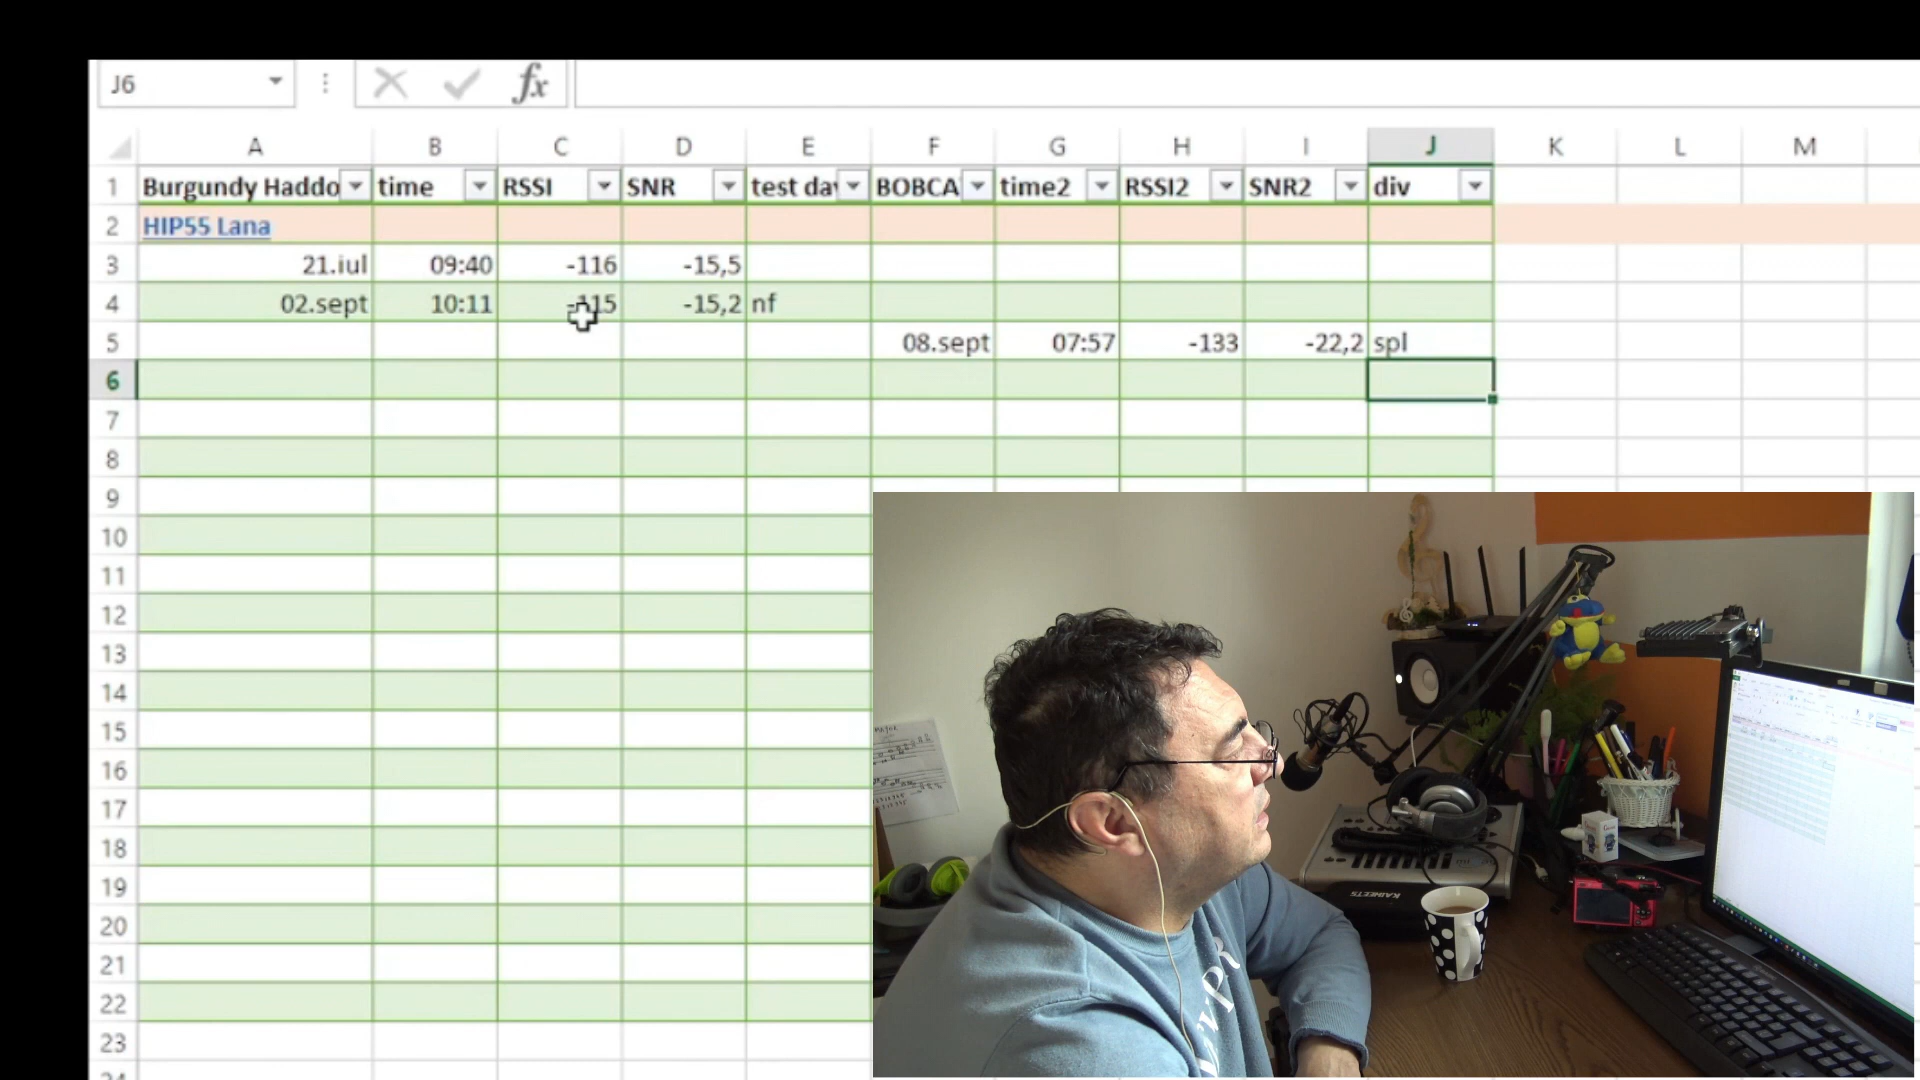 J6 fx
A B C D E F G H I J K L M
1 Burgundy Haddo time RSSI SNR test da BOBCA time2 RSSI2 SNR2 div
2 HIP55 Lana
3 21.iul 09:40 -116 -15,5
4 02.sept 10:11 -115 -15,2 nf
5 08.sept 07:57 -133 -22,2 spl
6
7
8
9
10
11
12
13
14
15
16
17
18
19
20
21
22
23